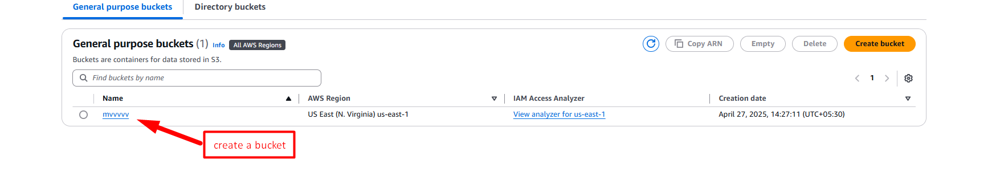 General purpose buckets Directory buckets
General purpose buckets (1) Info All AWS Regions Copy ARN Empty Delete Create bucket
Buckets are containers for data stored in S3.
Find buckets by name 1
Name AWS Region IAM Access Analyzer Creation date
mvvvvv US East (N. Virginia) us-east-1 View analyzer for us-east-1 April 27, 2025, 14:27:11 (UTC+05:30)
create a bucket